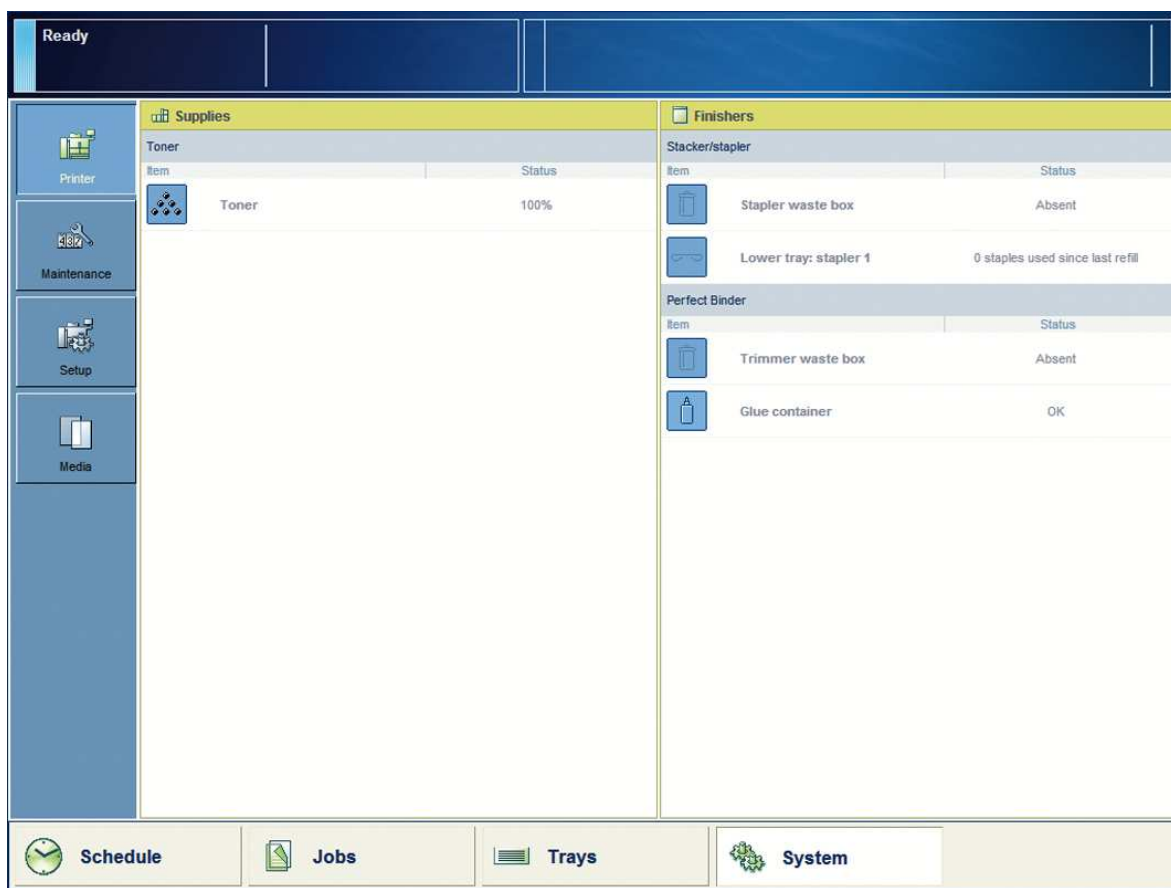 Ready
Supplies
Toner
Item Status
Toner 100%
Finishers
Stacker/stapler
Item Status
Stapler waste box Absent
Lower tray: stapler 1 0 staples used since last refill
Perfect Binder
Item Status
Trimmer waste box Absent
Glue container OK
Printer
Maintenance
Setup
Media
Schedule Jobs Trays System